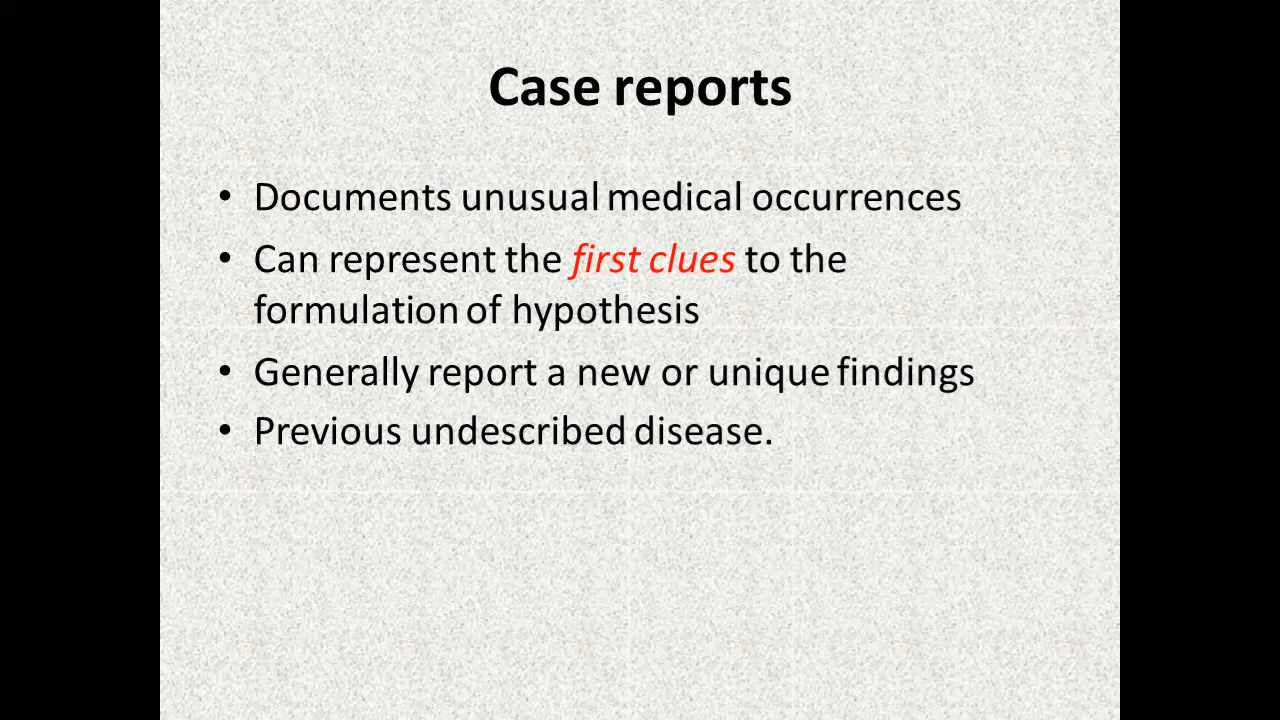 Case reports
• Documents unusual medical occurrences
• Can represent the first clues to the
formulation of hypothesis
• Generally report a new or unique findings
• Previous undescribed disease.